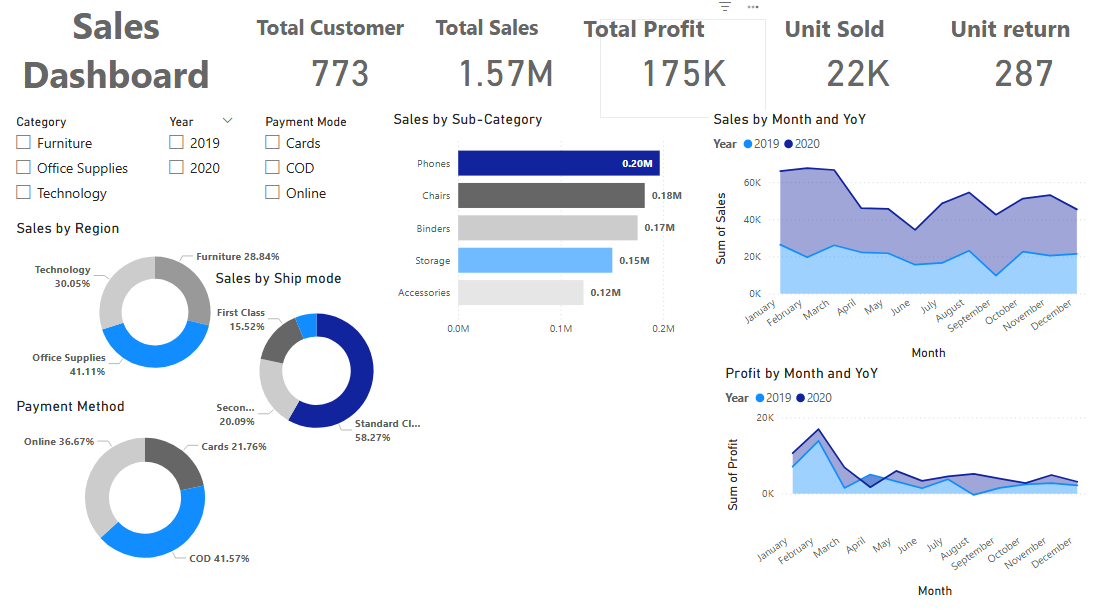 Sales
Dashboard
Total Customer
773
Total Sales
1.57M
Total Profit
175K
Unit Sold
22K
Unit return
287
Category
Furniture
Office Supplies
Technology
Year
2019
2020
Payment Mode
Cards
COD
Online
Sales by Region
Furniture 28.84%
Technology
30.05%
Office Supplies
41.11%
Sales by Ship mode
First Class
15.52%
Secon...
20.09%
Standard Cl...
58.27%
Payment Method
Online 36.67%
Cards 21.76%
COD 41.57%
Sales by Sub-Category
Phones
0.20M
Chairs
0.18M
Binders
0.17M
Storage
0.15M
Accessories
0.12M
0.0M
0.1M
0.2M
Sales by Month and YoY
Year 2019 2020
Sum of Sales
60K
40K
20K
0K
January
February
March
April
May
June
July
August
September
October
November
December
Month
Profit by Month and YoY
Year 2019 2020
Sum of Profit
20K
0K
January
February
March
April
May
June
July
August
September
October
November
December
Month